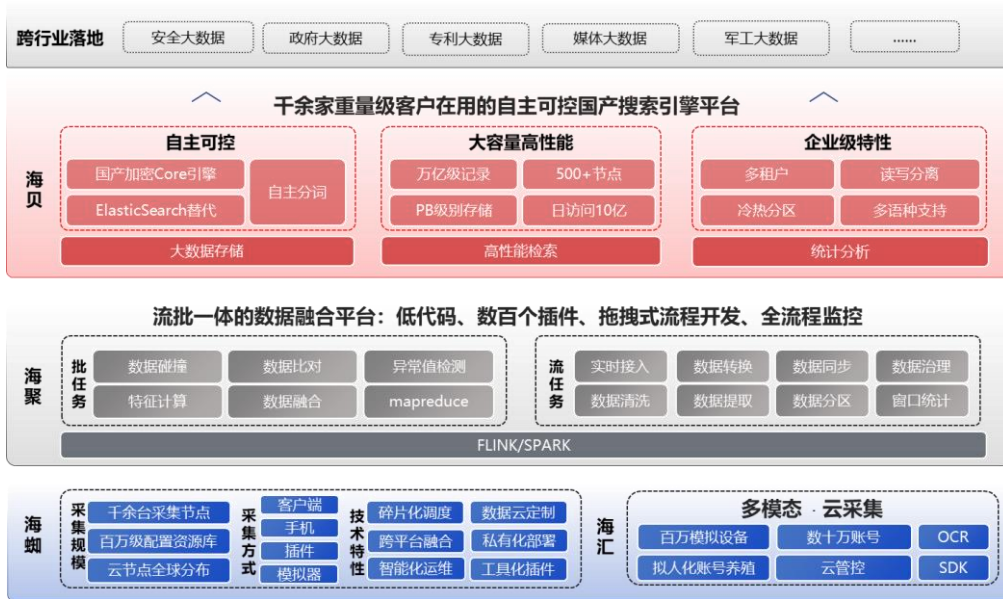 跨行业落地
安全大数据
政府大数据
专利大数据
媒体大数据
军工大数据
......
千余家重量级客户在用的自主可控国产搜索引擎平台
海贝
自主可控
国产加密Core引擎
ElasticSearch替代
自主分词
大数据存储
大容量高性能
万亿级记录
500+节点
PB级别存储
日访问10亿
高性能检索
企业级特性
多租户
读写分离
冷热分区
多语种支持
统计分析
流批一体的数据融合平台：低代码、数百个插件、拖拽式流程开发、全流程监控
海聚
批任务
数据碰撞
数据比对
异常值检测
特征计算
数据融合
mapreduce
流任务
实时接入
数据转换
数据同步
数据治理
数据清洗
数据提取
数据分区
窗口统计
FLINK/SPARK
海蜘
采集规模
千余台采集节点
百万级配置资源库
云节点全球分布
采集方式
客户端
手机
插件
模拟器
技术特性
碎片化调度
数据云定制
跨平台融合
私有化部署
智能化运维
工具化插件
海汇
多模态 · 云采集
百万模拟设备
数十万账号
OCR
拟人化账号养殖
云管控
SDK